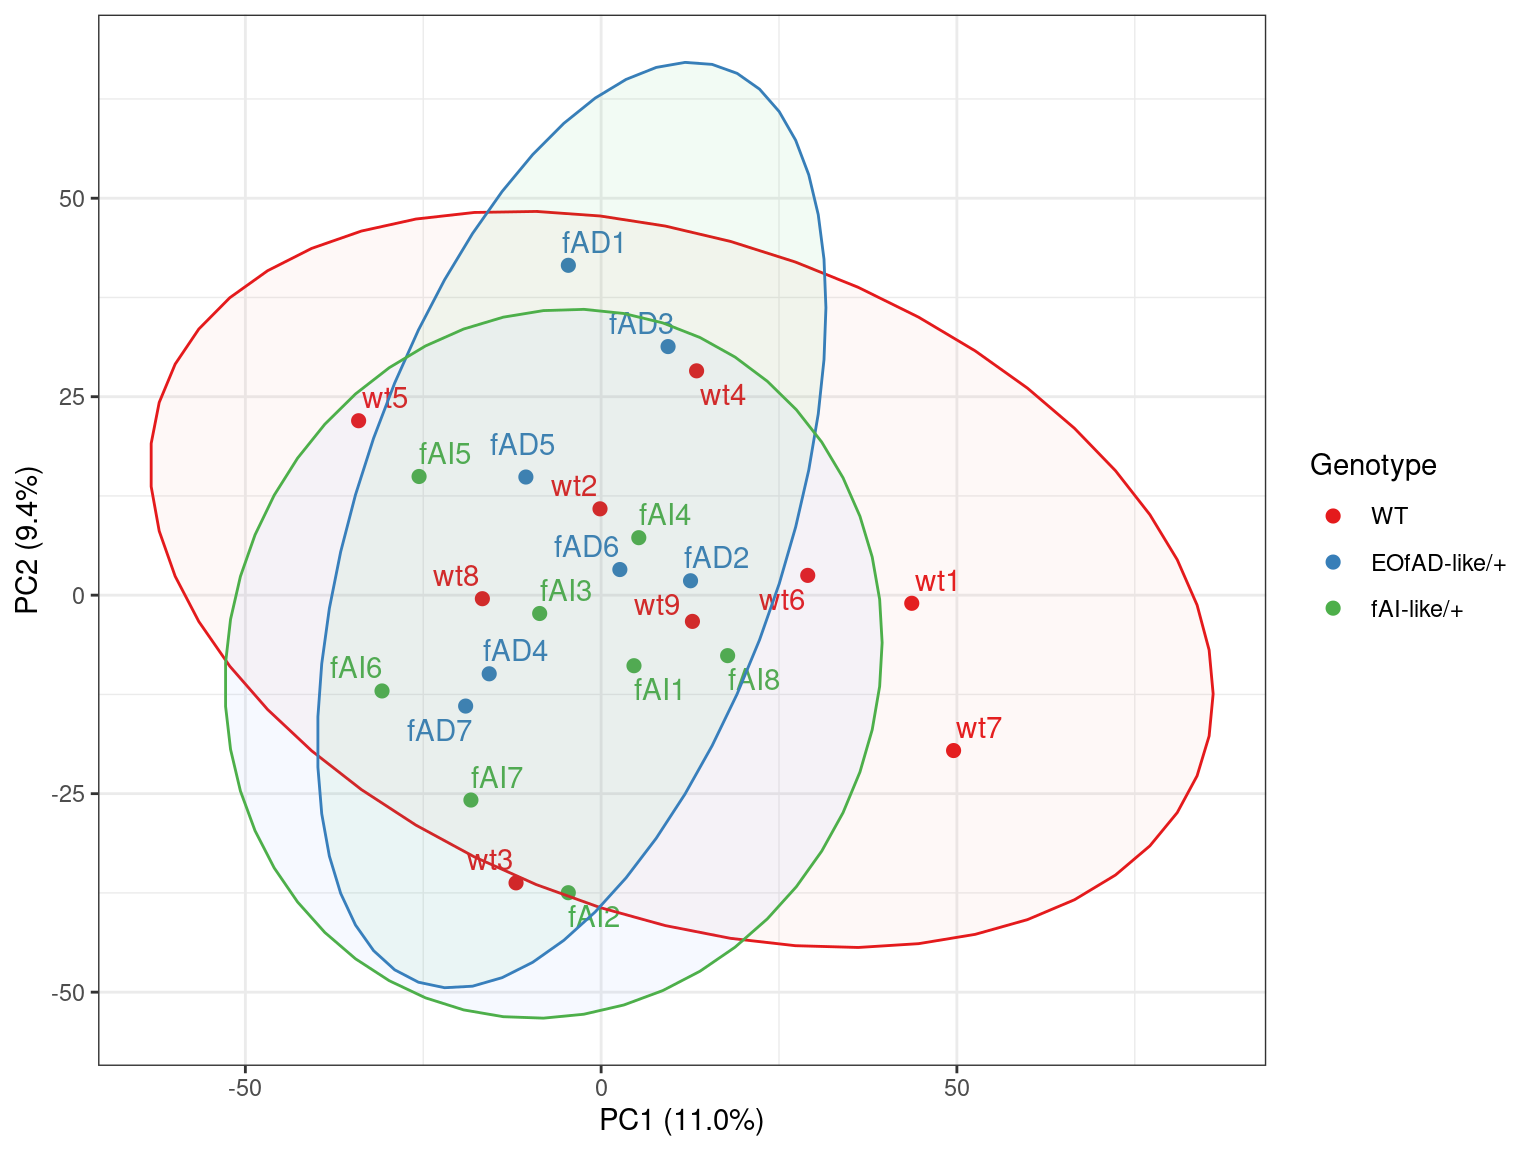 fAD1
fAD3
wt4
wt5
fAD5
fAI5
wt2
fAI4
fAD6
fAD2
wt8
fAI3
wt9
wt6
wt1
fAD4
fAI6
fAI1
fAI8
fAD7
wt7
fAI7
wt3
fAI2
50
25
0
-25
-50
-50
0
50
PC1 (11.0%)
PC2 (9.4%)
Genotype
WT
EOfAD-like/+
fAI-like/+